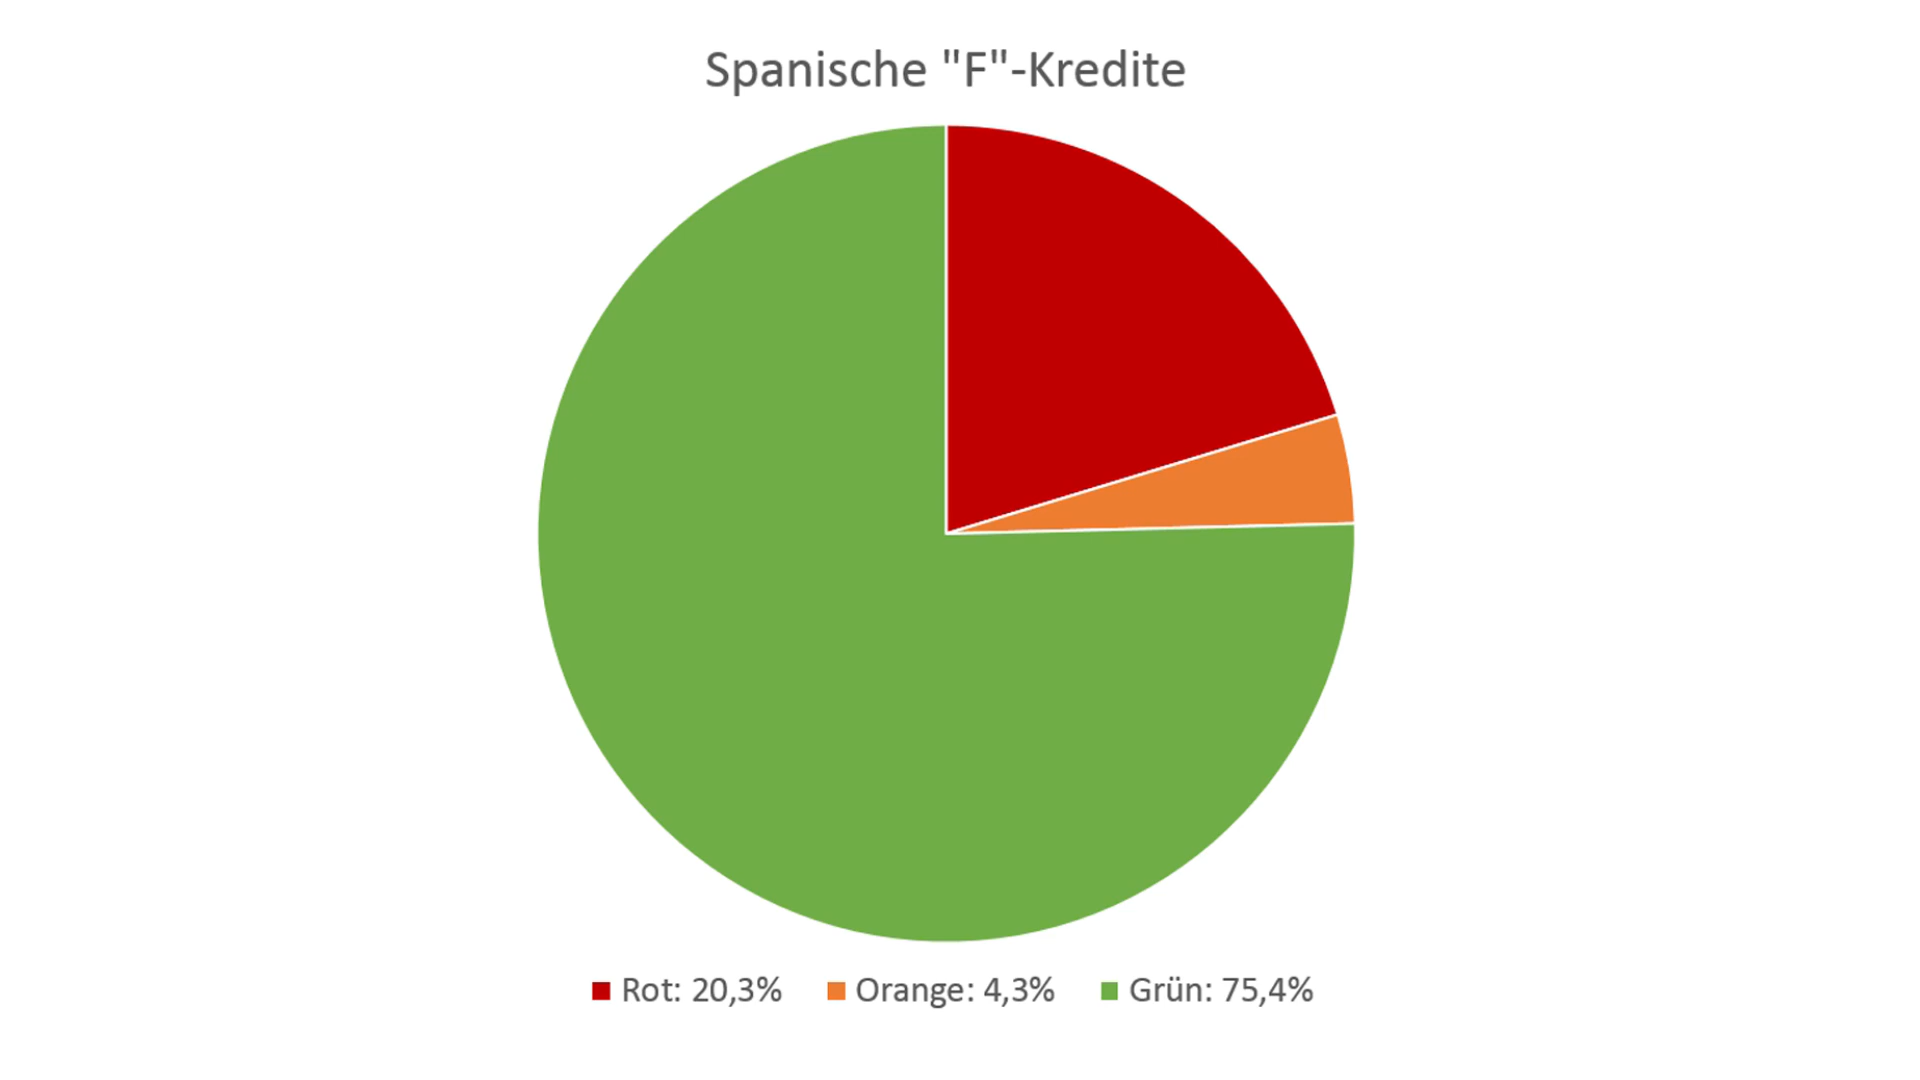 Spanische "F"-Kredite
Rot: 20,3% Orange: 4,3% Grün: 75,4%